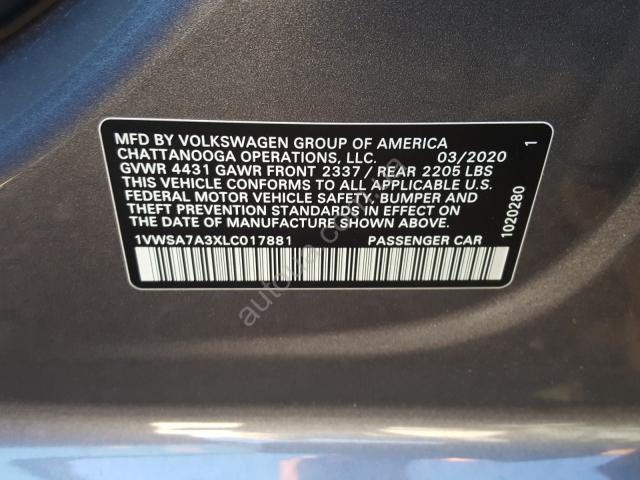 MFD BY VOLKSWAGEN GROUP OF AMERICA
CHATTANOOGA OPERATIONS, LLC. 03/2020
GVWR 4431 GAWR FRONT 2337 / REAR 2205 LBS
THIS VEHICLE CONFORMS TO ALL APPLICABLE U.S.
FEDERAL MOTOR VEHICLE SAFETY, BUMPER AND
THEFT PREVENTION STANDARDS IN EFFECT ON
THE DATE OF MANUFACTURE SHOWN ABOVE.
1VWSA7A3XLC017881 PASSENGER CAR
1020280 1